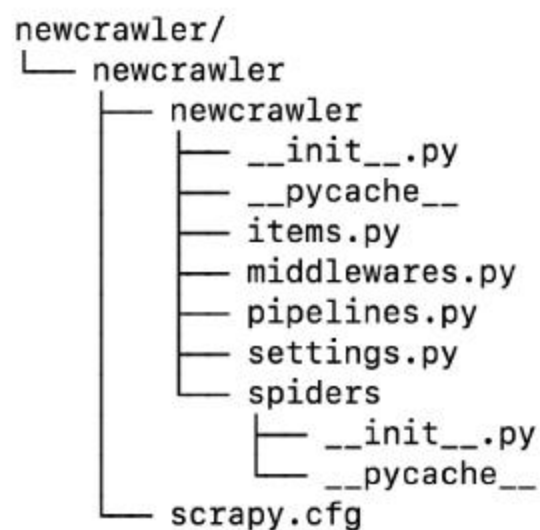 newcrawler/
└── newcrawler
    ├── newcrawler
    │   ├── __init__.py
    │   ├── __pycache__
    │   ├── items.py
    │   ├── middlewares.py
    │   ├── pipelines.py
    │   ├── settings.py
    │   └── spiders
    │       ├── __init__.py
    │       └── __pycache__
    └── scrapy.cfg